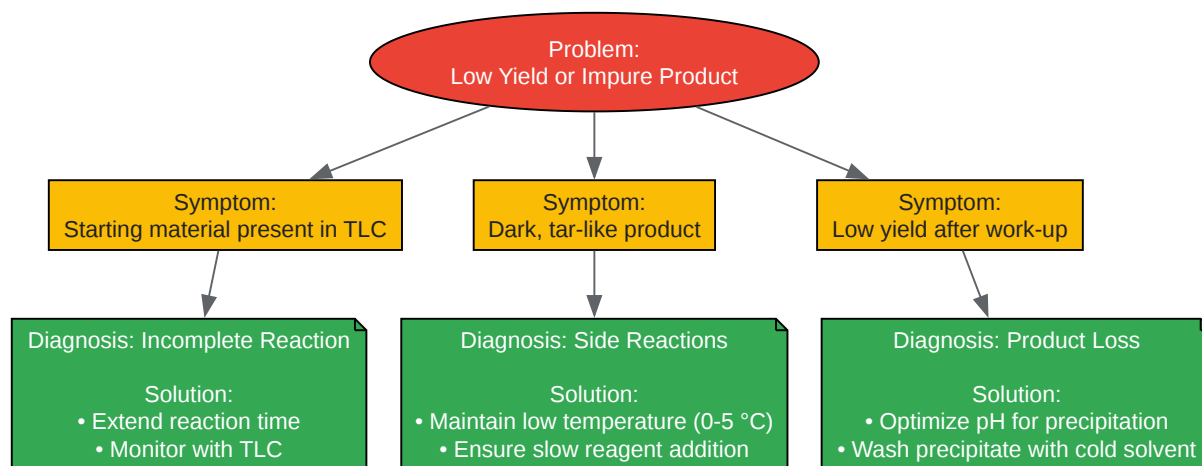 Problem:
Low Yield or Impure Product
Symptom:
Starting material present in TLC
Symptom:
Dark, tar-like product
Symptom:
Low yield after work-up
Diagnosis: Incomplete Reaction
Solution:
• Extend reaction time
• Monitor with TLC
Diagnosis: Side Reactions
Solution:
• Maintain low temperature (0-5 °C)
• Ensure slow reagent addition
Diagnosis: Product Loss
Solution:
• Optimize pH for precipitation
• Wash precipitate with cold solvent